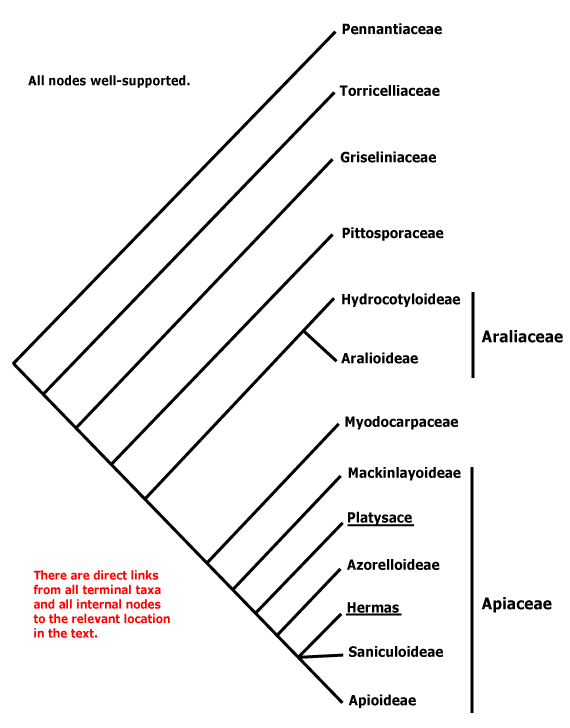 Pennantiaceae
All nodes well-supported.
Torricelliaceae
Griseliniaceae
Pittosporaceae
Hydrocotyloideae
Araliaceae
Aralioideae
Myodocarpaceae
Mackinlayoideae
Platysace
Azorelloideae
There are direct links
from all terminal taxa
and all internal nodes
to the relevant location
in the text.
Hermas
Apiaceae
Saniculoideae
Apioideae